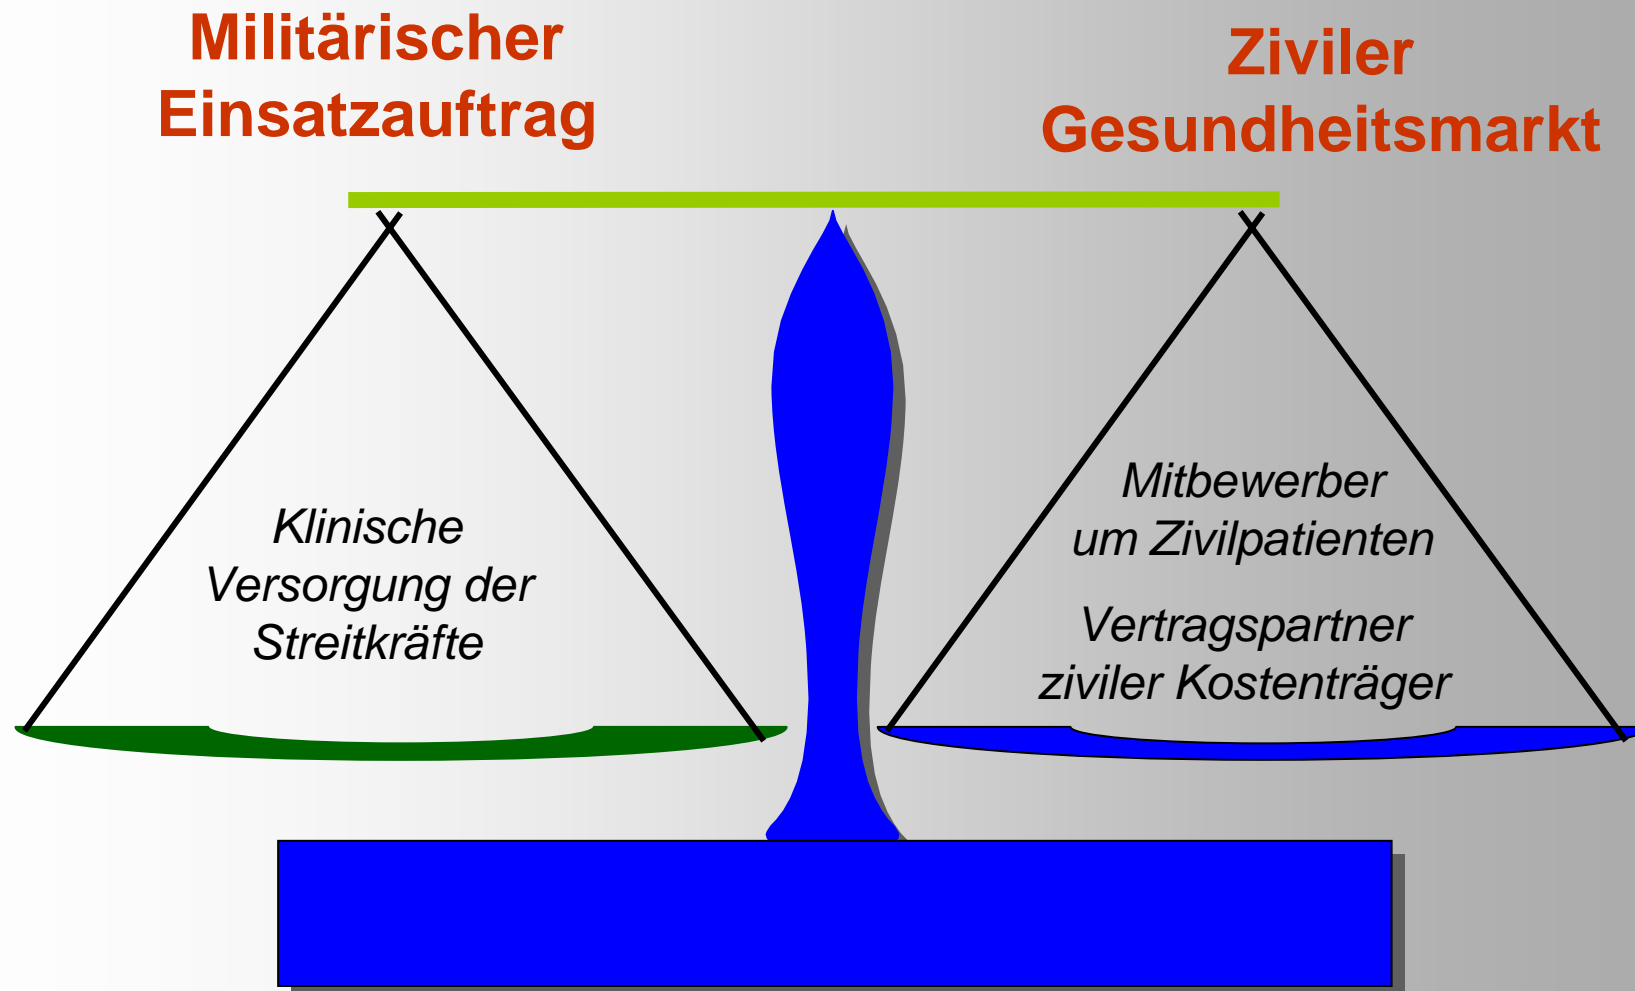 Militärischer
Einsatzauftrag
Ziviler
Gesundheitsmarkt
Klinische
Versorgung der
Streitkräfte
Mitbewerber
um Zivilpatienten
Vertragspartner
ziviler Kostenträger